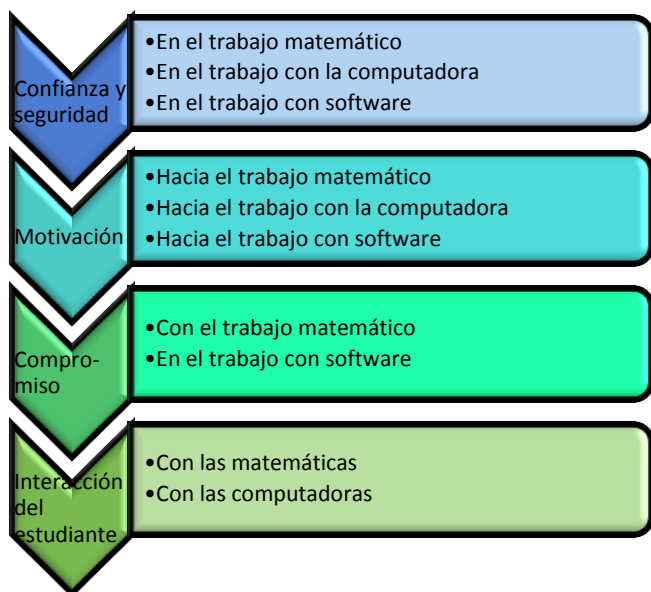 Confianza y
seguridad
•En el trabajo matemático
•En el trabajo con la computadora
•En el trabajo con software
Motivación
•Hacia el trabajo matemático
•Hacia el trabajo con la computadora
•Hacia el trabajo con software
Compro-
miso
•Con el trabajo matemático
•En el trabajo con software
Interacción
del
estudiante
•Con las matemáticas
•Con las computadoras